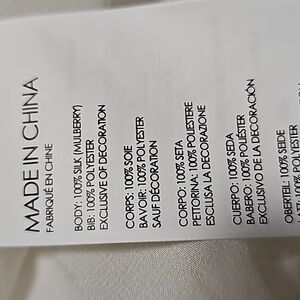 MADE IN CHINA
FABRIQUÉ EN CHINE
BODY: 100% SILK (MULBERRY)
BIB: 100% POLYESTER
EXCLUSIVE OF DECORATION
CORPS: 100% SOIE
BAVOIR: 100% POLYESTER
SAUF DÉCORATION
CORPO: 100% SETA
PETTORINA: 100% POLIESTERE
ESCLUSA LA DECORAZIONE
CUERPO: 100% SEDA
BABERO: 100% POLIÉSTER
EXCLUSIVO DE LA DECORACIÓN
OBERTEIL: 100% SEIDE
100% POLYESTER